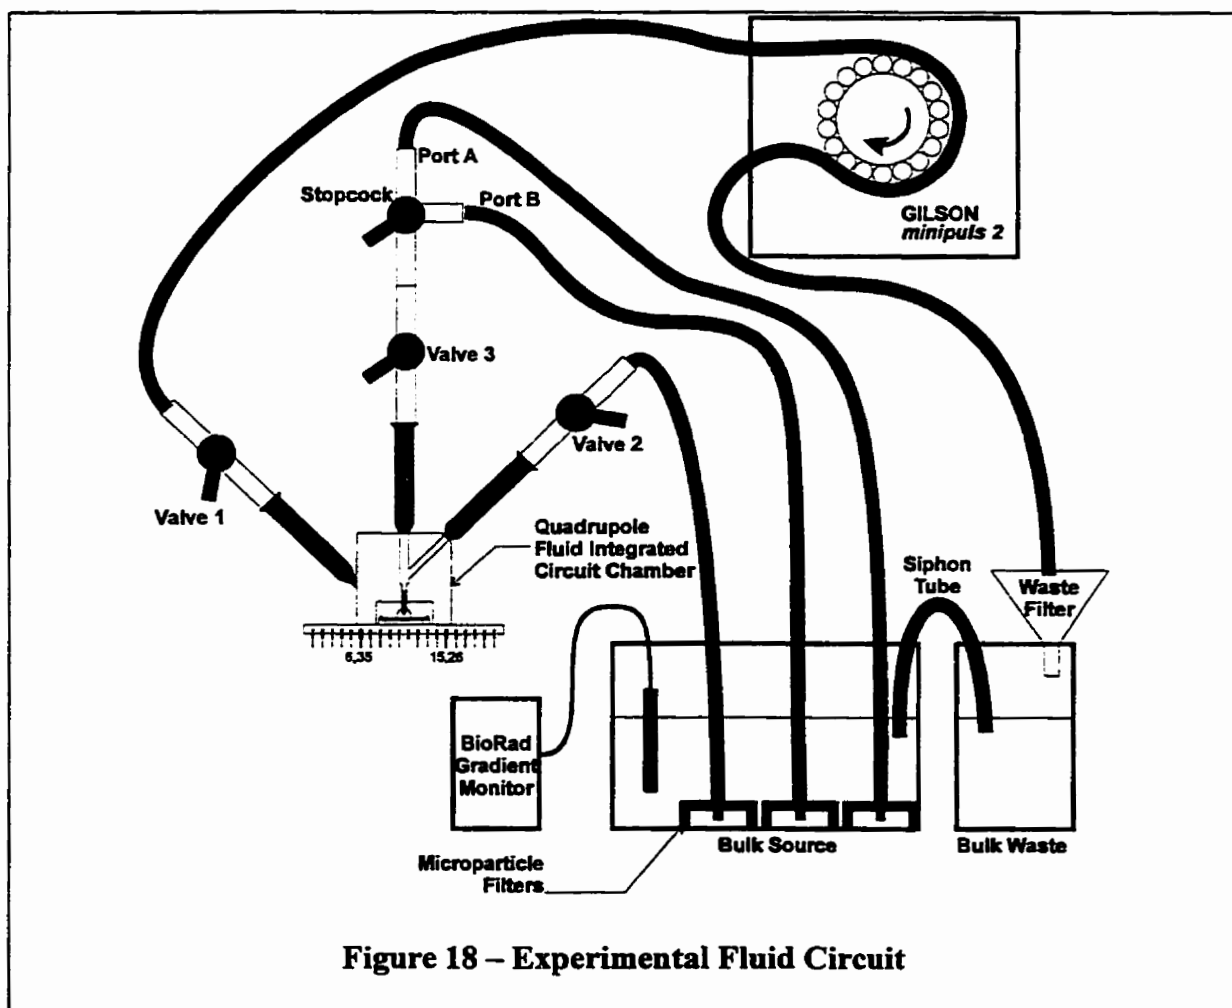 Port A
Stopcock
Port B
GILSON
minipuls 2
Valve 3
Valve 2
Valve 1
Quadrupole
Fluid Integrated
Circuit Chamber
Siphon
Tube
Waste
Filter
6,35
15,26
BioRad
Gradient
Monitor
Bulk Source
Bulk Waste
Microparticle
Filters
Figure 18 – Experimental Fluid Circuit